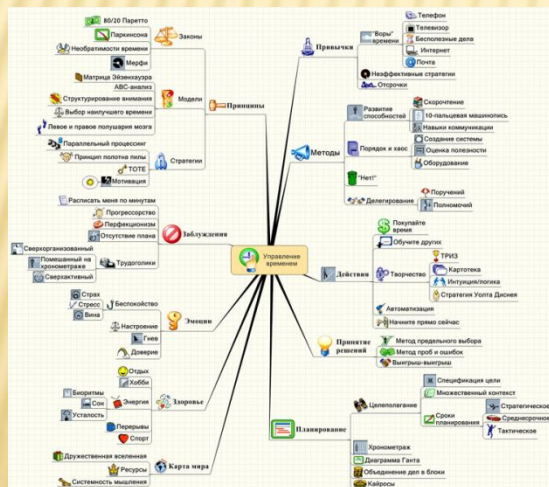 Управление
временем
Принципы
Законы
80/20 Паретто
Паркинсона
Необратимости времени
Мерфи
Модели
Матрица Эйзенхауэра
ABC-анализ
Структурирование внимания
Выбор наилучшего времени
Левое и правое полушария мозга
Стратегии
Параллельный процессинг
Принцип полотна пилы
ТОТЕ
Мотивация
Заблуждения
Расписать меня по минутам
Прогрессорство
Перфекционизм
Отсутствие плана
Трудоголики
Сверхорганизованный
Помешанный на
хронометраже
Сверхактивный
Эмоции
Беспокойство
Страх
Стресс
Вина
Настроение
Гнев
Доверие
Здоровье
Отдых
Хобби
Энергия
Биоритмы
Сон
Усталость
Перерывы
Спорт
Карта мира
Дружественная вселенная
Ресурсы
Системность мышления
Привычки
"Воры"
времени
Телефон
Телевизор
Бесполезные дела
Интернет
Почта
Неэффективные стратегии
Отсрочки
Методы
Развитие
способностей
Скорочтение
10-пальцевая машинопись
Навыки коммуникации
Порядок и хаос
Создание системы
Оценка полезности
Оборудование
"Нет!"
Делегирование
Поручений
Полномочий
Действия
Покупайте
время
Обучите других
Творчество
ТРИЗ
Картотека
Интуиция/логика
Стратегия Уолта Диснея
Автоматизация
Начните прямо сейчас
Принятие
решений
Метод предельного выбора
Метод проб и ошибок
Выигрыш-выигрыш
Планирование
Целеполагание
Спецификация цели
Множественный контекст
Сроки
планирования
Стратегическое
Среднесрочное
Тактическое
Хронометраж
Диаграмма Ганта
Объединение дел в блоки
Кайросы